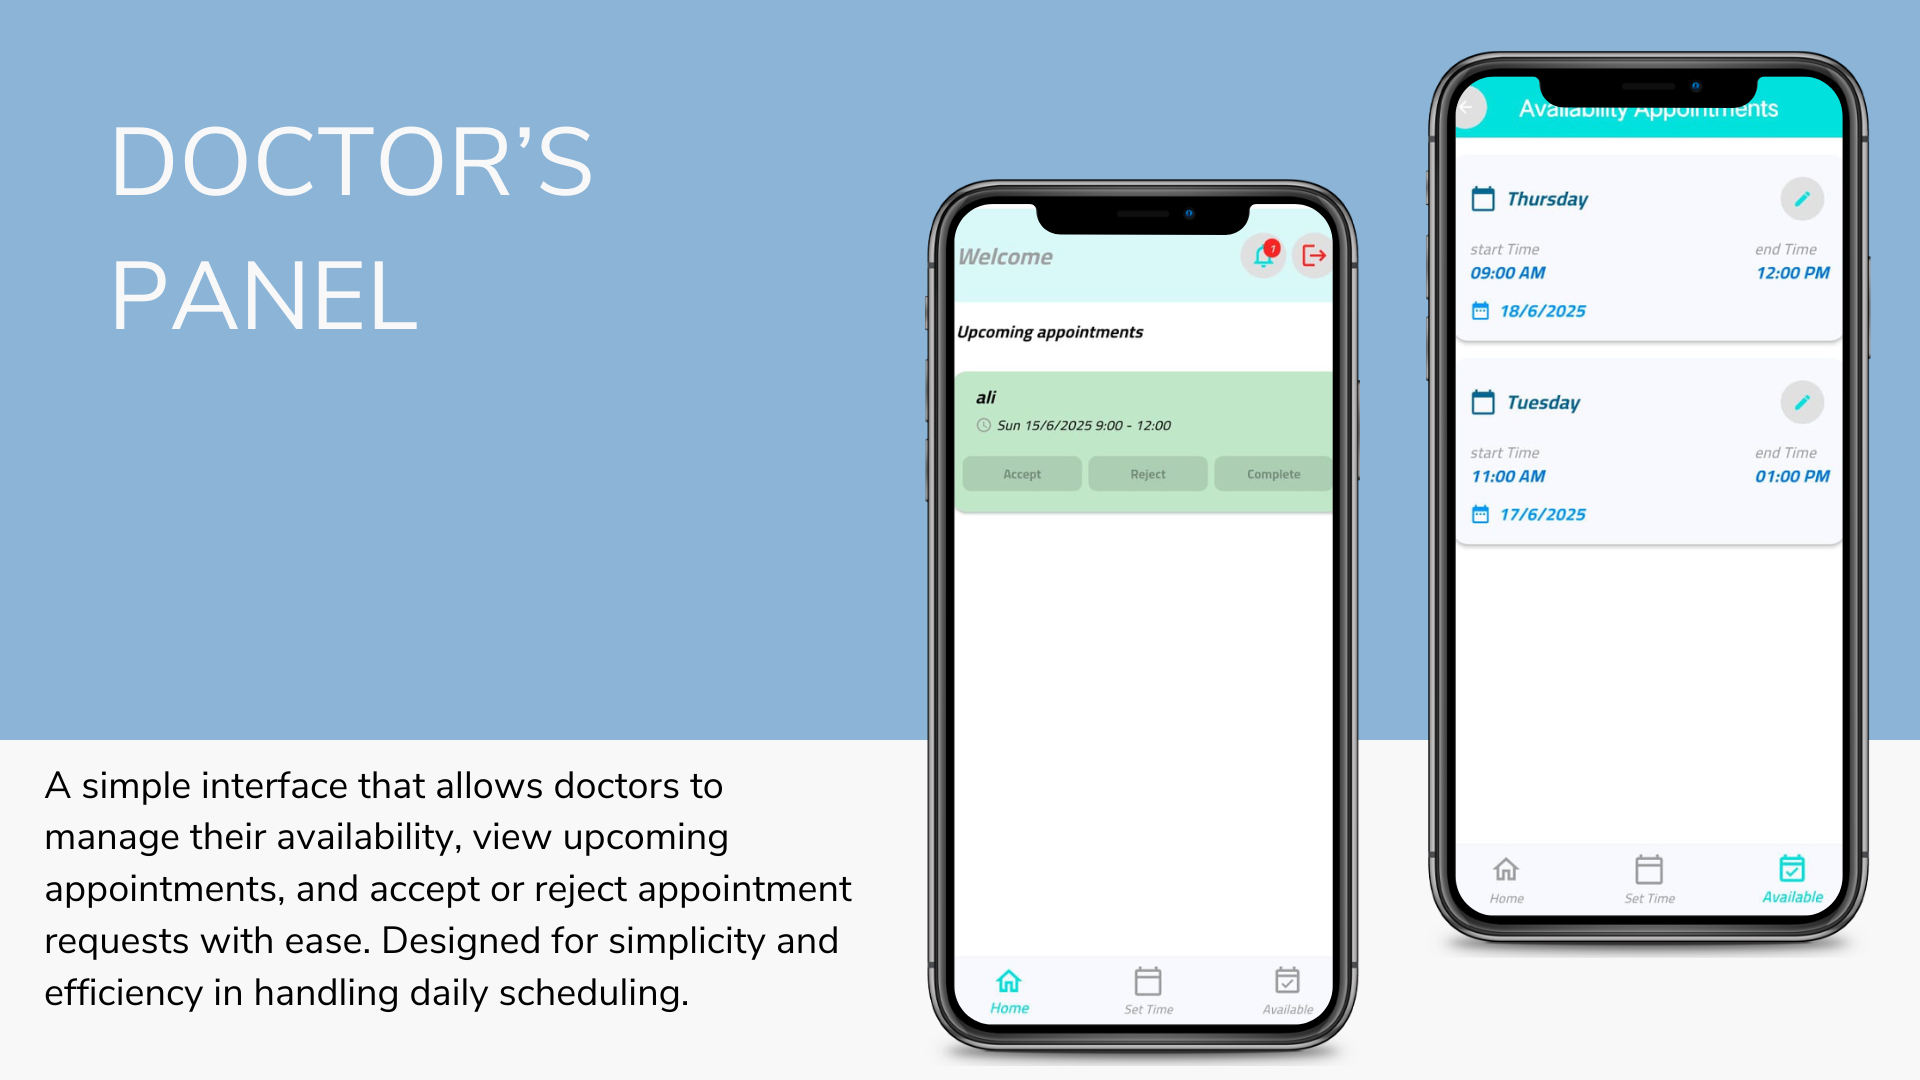 DOCTOR’S
PANEL
A simple interface that allows doctors to
manage their availability, view upcoming
appointments, and accept or reject appointment
requests with ease. Designed for simplicity and
efficiency in handling daily scheduling.
Welcome
1
Upcoming appointments
ali
Sun 15/6/2025 9:00 - 12:00
Accept Reject Complete
Home Set Time Available
Availability Appointments
Thursday
start Time end Time
09:00 AM 12:00 PM
18/6/2025
Tuesday
start Time end Time
11:00 AM 01:00 PM
17/6/2025
Home Set Time Available